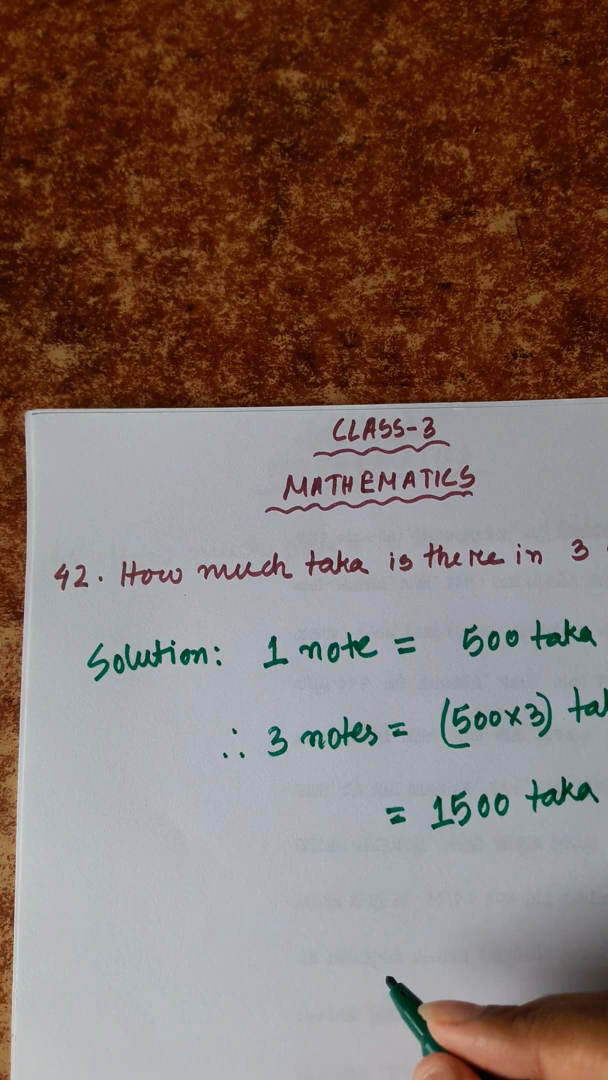 CLASS-3
MATHEMATICS
42. How much taka is there in 3
Solution: 1 note = 500 taka
∴ 3 notes = (500×3) tak
= 1500 taka